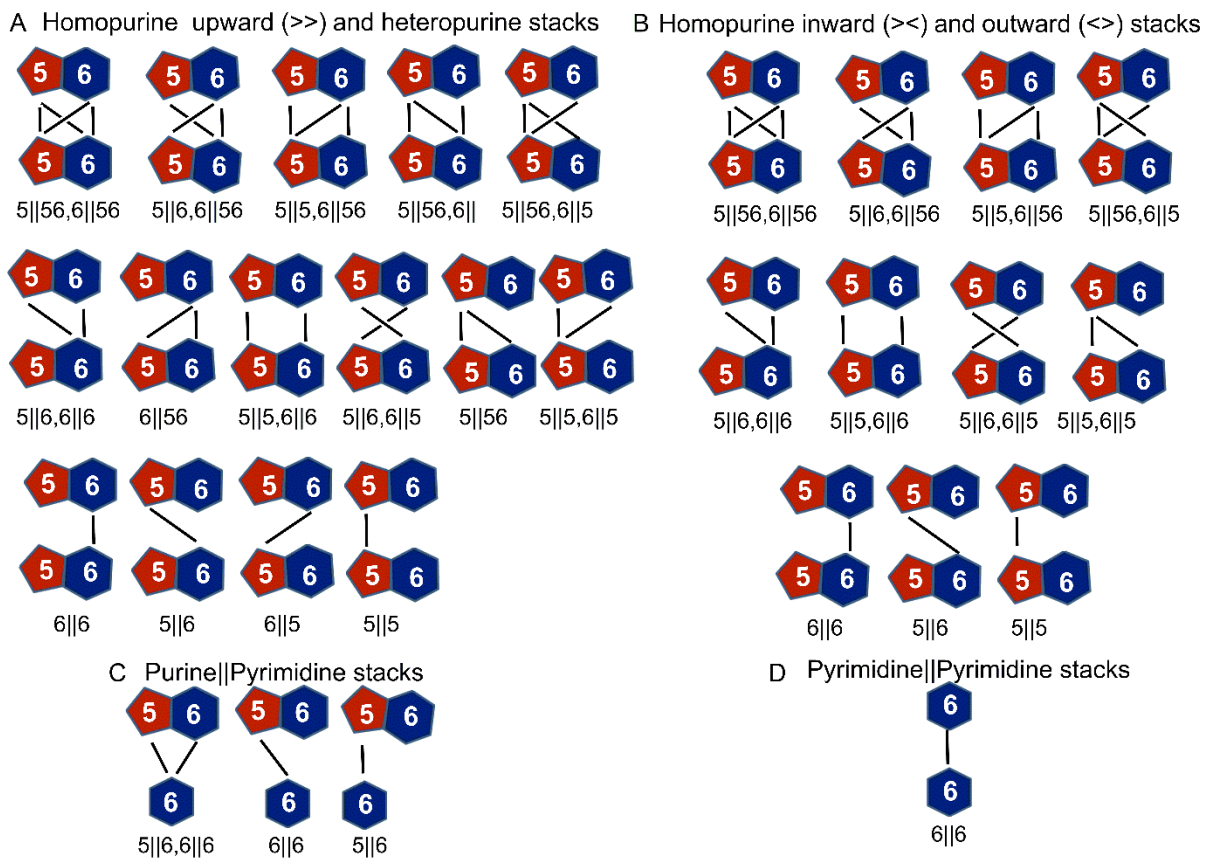 A Homopurine upward (>>) and heteropurine stacks
5 6 5 6 5 6 5 6 5 6
5 6 5 6 5 6 5 6 5 6
5||56,6||56 5||6,6||56 5||5,6||56 5||56,6|| 5||56,6||5
5 6 5 6 5 6 5 6 5 6 5 6
5 6 5 6 5 6 5 6 5 6 5 6
5||6,6||6 6||56 5||5,6||6 5||6,6||5 5||56 5||5,6||5
5 6 5 6 5 6 5 6
5 6 5 6 5 6 5 6
6||6 5||6 6||5 5||5
B Homopurine inward (><) and outward (<>) stacks
5 6 5 6 5 6 5 6
5 6 5 6 5 6 5 6
5||56,6||56 5||6,6||56 5||5,6||56 5||56,6||5
5 6 5 6 5 6 5 6
5 6 5 6 5 6 5 6
5||6,6||6 5||5,6||6 5||6,6||5 5||5,6||5
5 6 5 6 5 6
5 6 5 6 5 6
6||6 5||6 5||5
C Purine||Pyrimidine stacks
5 6 5 6 5 6
6 6 6
5||6,6||6 6||6 5||6
D Pyrimidine||Pyrimidine stacks
6
6
6||6